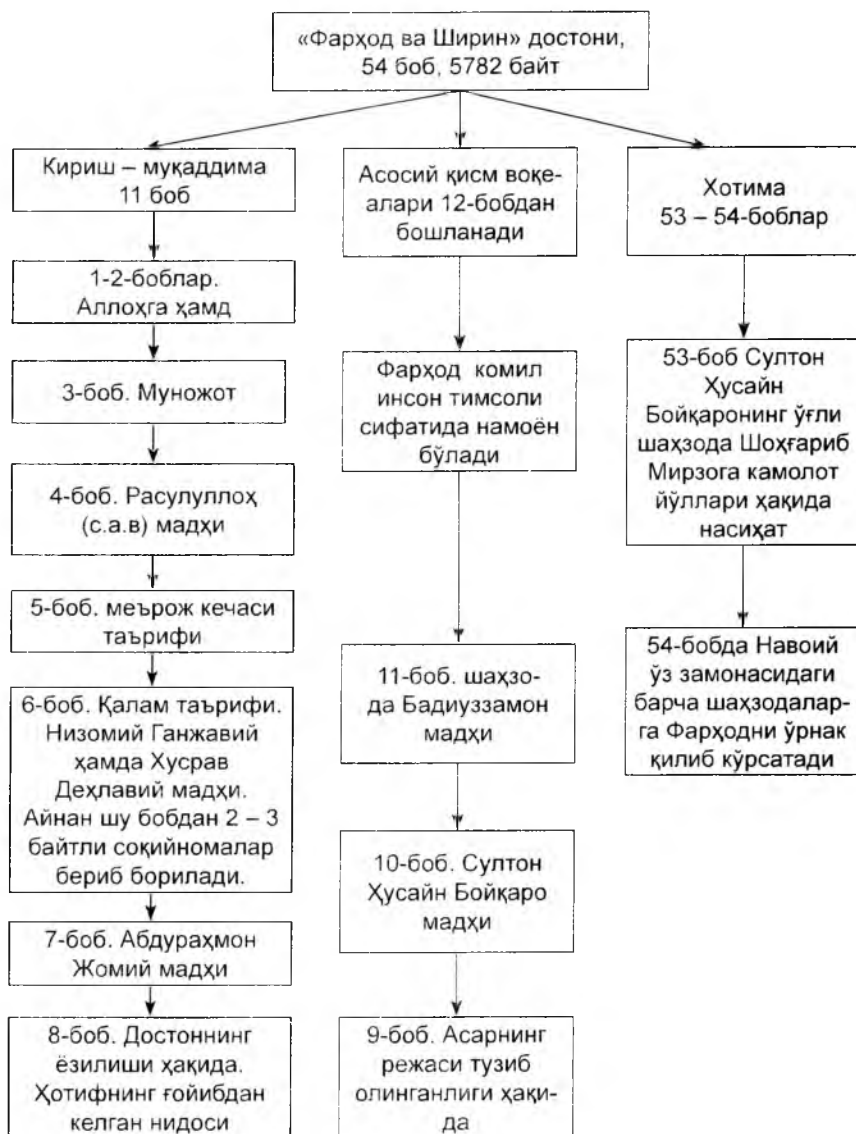 «Фарҳод ва Ширин» достони,
54 боб, 5782 байт
Кириш – муқаддима
11 боб
1-2-боблар.
Аллоҳга ҳамд
3-боб. Муножот
4-боб. Расулуллоҳ
(с.а.в) мадҳи
5-боб. меърож кечаси
таърифи
6-боб. Қалам таърифи.
Низомий Ганжавий
ҳамда Хусрав
Деҳлавий мадҳи.
Айнан шу бобдан 2 – 3
байтли соқийномалар
бериб борилади.
7-боб. Абдураҳмон
Жомий мадҳи
8-боб. Достоннинг
ёзилиши ҳақида.
Ҳотифнинг ғойибдан
келган нидоси
Асосий қисм воқе-
алари 12-бобдан
бошланади
Фарҳод комил
инсон тимсоли
сифатида намоён
бўлади
11-боб. шаҳзо-
да Бадиуззамон
мадҳи
10-боб. Султон
Ҳусайн Бойқаро
мадҳи
9-боб. Асарнинг
режаси тузиб
олинганлиги ҳақи-
да
Хотима
53 – 54-боблар
53-боб Султон
Ҳусайн
Бойқаронинг ўғли
шаҳзода Шоҳғариб
Мирзога камолот
йўллари ҳақида
насиҳат
54-бобда Навоий
ўз замонасидаги
барча шаҳзодалар-
га Фарҳодни ўрнак
қилиб кўрсатади